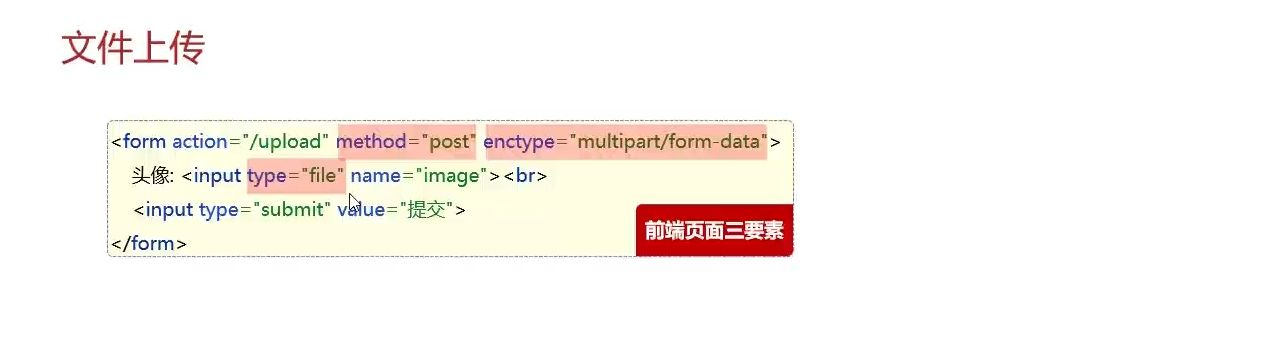 文件上传
<form action="/upload" method="post" enctype="multipart/form-data">
头像: <input type="file" name="image"><br>
<input type="submit" value="提交">
前端页面三要素
</form>